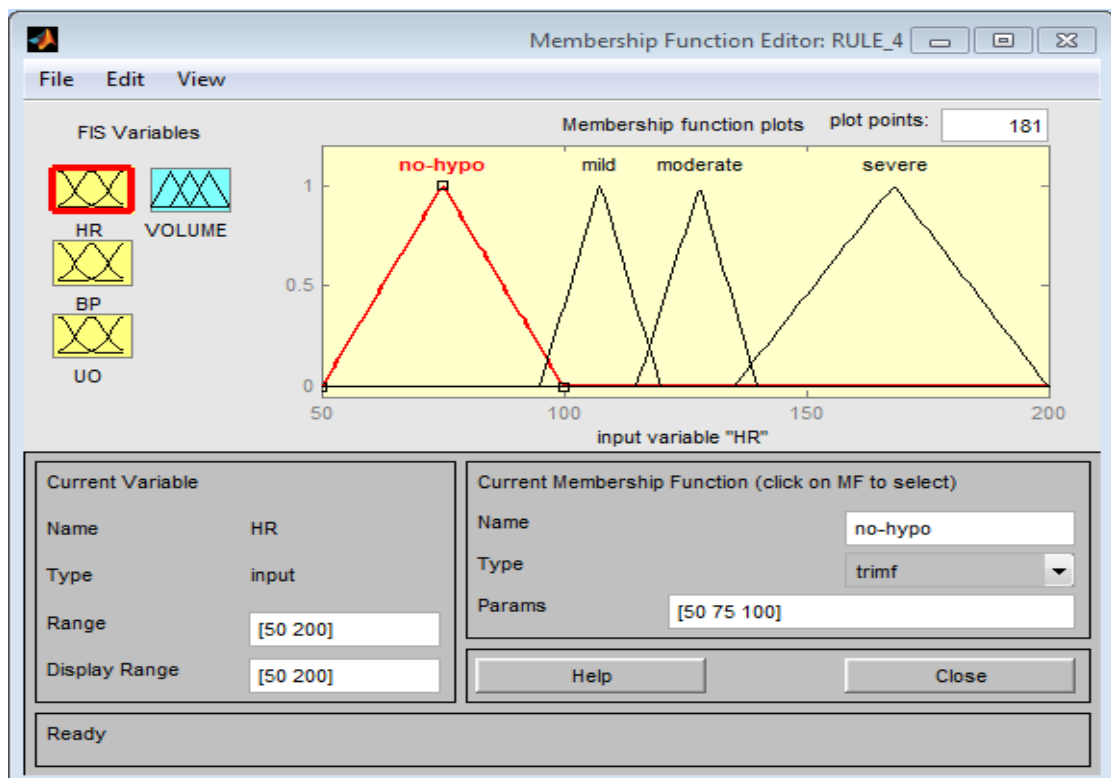 Membership Function Editor: RULE_4
File Edit View
FIS Variables
Membership function plots plot points: 181
no-hypo mild moderate severe
HR VOLUME
BP
UO
1
0.5
0
50 100 150 200
input variable "HR"
Current Variable
Name HR
Type input
Range [50 200]
Display Range [50 200]
Current Membership Function (click on MF to select)
Name no-hypo
Type trimf
Params [50 75 100]
Help Close
Ready